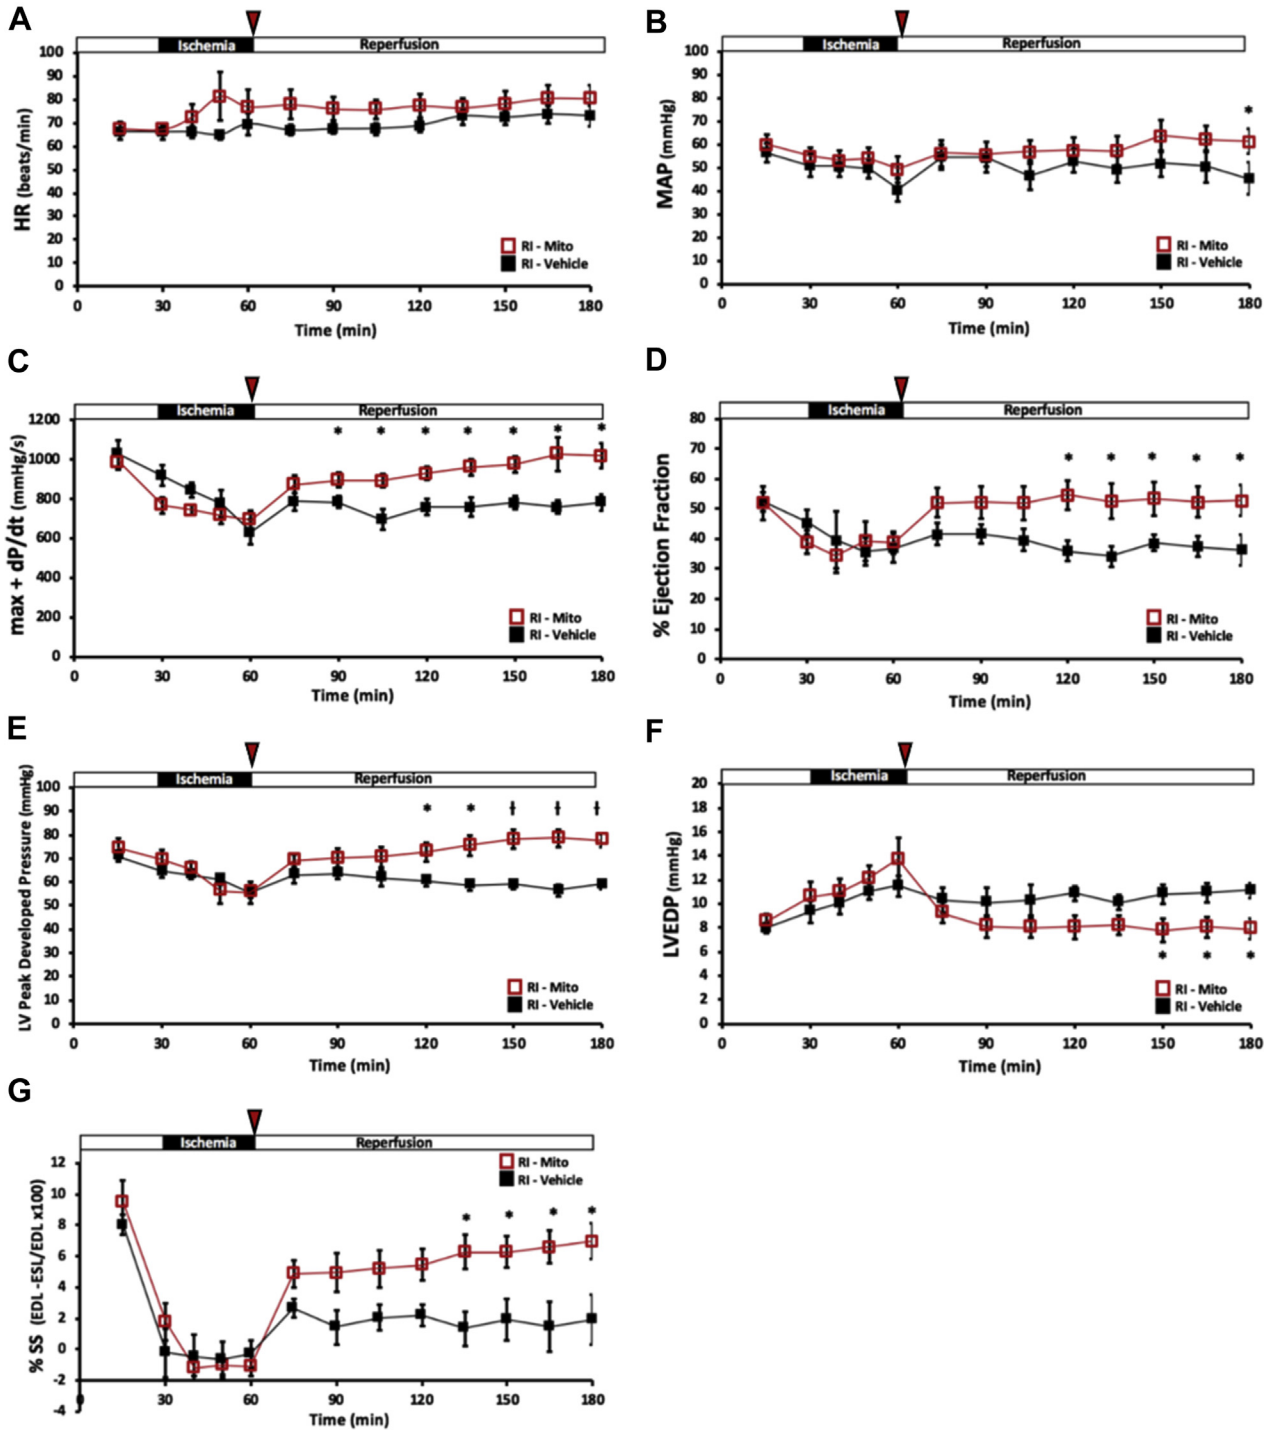 A
Ischemia Reperfusion
100
90
80
70
60
50
40
30
20
10
0
HR (beats/min)
RI - Mito
RI - Vehicle
0 30 60 90 120 150 180
Time (min)
B
Ischemia Reperfusion
100
90
80
70
60
50
40
30
20
10
0
MAP (mmHg)
*
RI - Mito
RI - Vehicle
0 30 60 90 120 150 180
Time (min)
C
Ischemia Reperfusion
1200
1000
800
600
400
200
0
max + dP/dt (mmHg/s)
* * * * * * *
RI - Mito
RI - Vehicle
0 30 60 90 120 150 180
Time (min)
D
Ischemia Reperfusion
80
70
60
50
40
30
20
10
0
% Ejection Fraction
* * * * *
RI - Mito
RI - Vehicle
0 30 60 90 120 150 180
Time (min)
E
Ischemia Reperfusion
100
90
80
70
60
50
40
30
20
10
0
LV Peak Developed Pressure (mmHg)
* * † † †
RI - Mito
RI - Vehicle
0 30 60 90 120 150 180
Time (min)
F
Ischemia Reperfusion
20
18
16
14
12
10
8
6
4
2
0
LVEDP (mmHg)
* * *
RI - Mito
RI - Vehicle
0 30 60 90 120 150 180
Time (min)
G
Ischemia Reperfusion
12
10
8
6
4
2
0
-2
-4
% SS (EDL -ESL/EDL x100)
RI - Mito
RI - Vehicle
* * * *
0 30 60 90 120 150 180
Time (min)